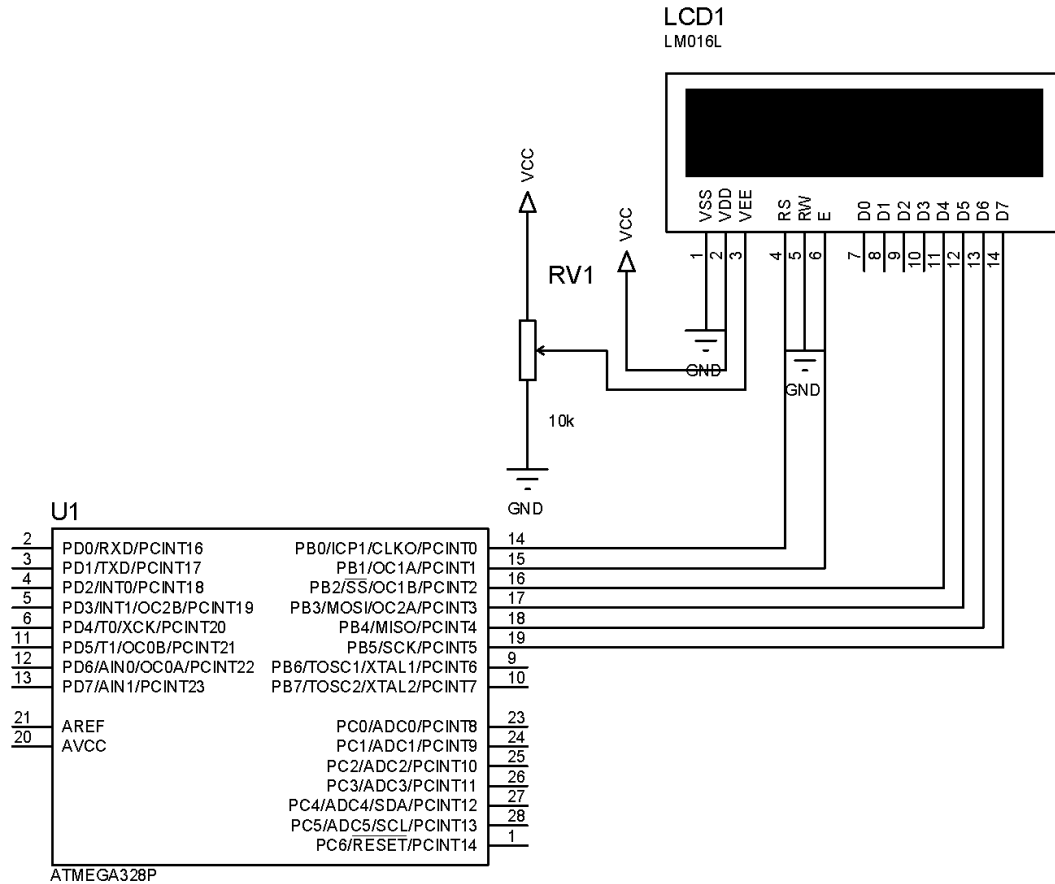 LCD1
LM016L
VSS
VDD
VEE
RS
RW
E
D0
D1
D2
D3
D4
D5
D6
D7
1
2
3
4
5
6
7
8
9
10
11
12
13
14
VCC
VCC
RV1
GND
GND
10k
GND
U1
2 PD0/RXD/PCINT16 PB0/ICP1/CLKO/PCINT0 14
3 PD1/TXD/PCINT17 PB1/OC1A/PCINT1 15
4 PD2/INT0/PCINT18 PB2/SS/OC1B/PCINT2 16
5 PD3/INT1/OC2B/PCINT19 PB3/MOSI/OC2A/PCINT3 17
6 PD4/T0/XCK/PCINT20 PB4/MISO/PCINT4 18
11 PD5/T1/OC0B/PCINT21 PB5/SCK/PCINT5 19
12 PD6/AIN0/OC0A/PCINT22 PB6/TOSC1/XTAL1/PCINT6 9
13 PD7/AIN1/PCINT23 PB7/TOSC2/XTAL2/PCINT7 10
21 AREF PC0/ADC0/PCINT8 23
20 AVCC PC1/ADC1/PCINT9 24
PC2/ADC2/PCINT10 25
PC3/ADC3/PCINT11 26
PC4/ADC4/SDA/PCINT12 27
PC5/ADC5/SCL/PCINT13 28
PC6/RESET/PCINT14 1
ATMEGA328P